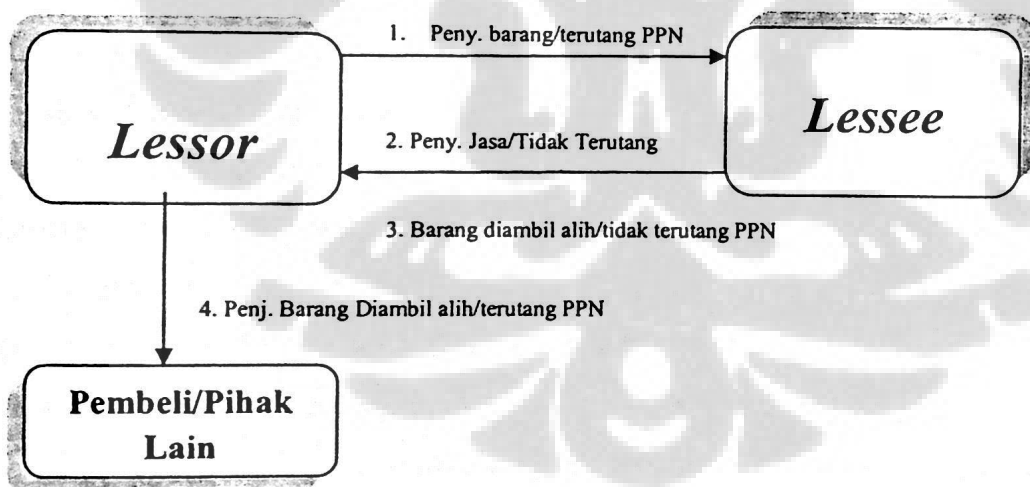 1. Peny. barang/terutang PPN
Lessor
Lessee
2. Peny. Jasa/Tidak Terutang
3. Barang diambil alih/tidak terutang PPN
4. Penj. Barang Diambil alih/terutang PPN
Pembeli/Pihak
Lain